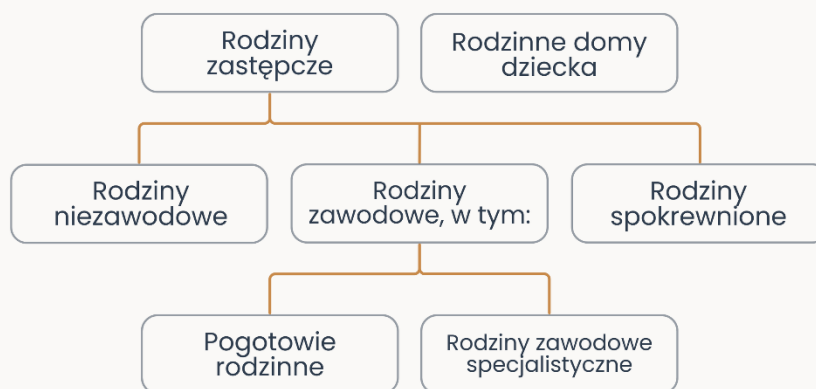 Rodziny
zastępcze
Rodzinne domy
dziecka
Rodziny
niezawodowe
Rodziny
zawodowe, w tym:
Rodziny
spokrewnione
Pogotowie
rodzinne
Rodziny zawodowe
specjalistyczne